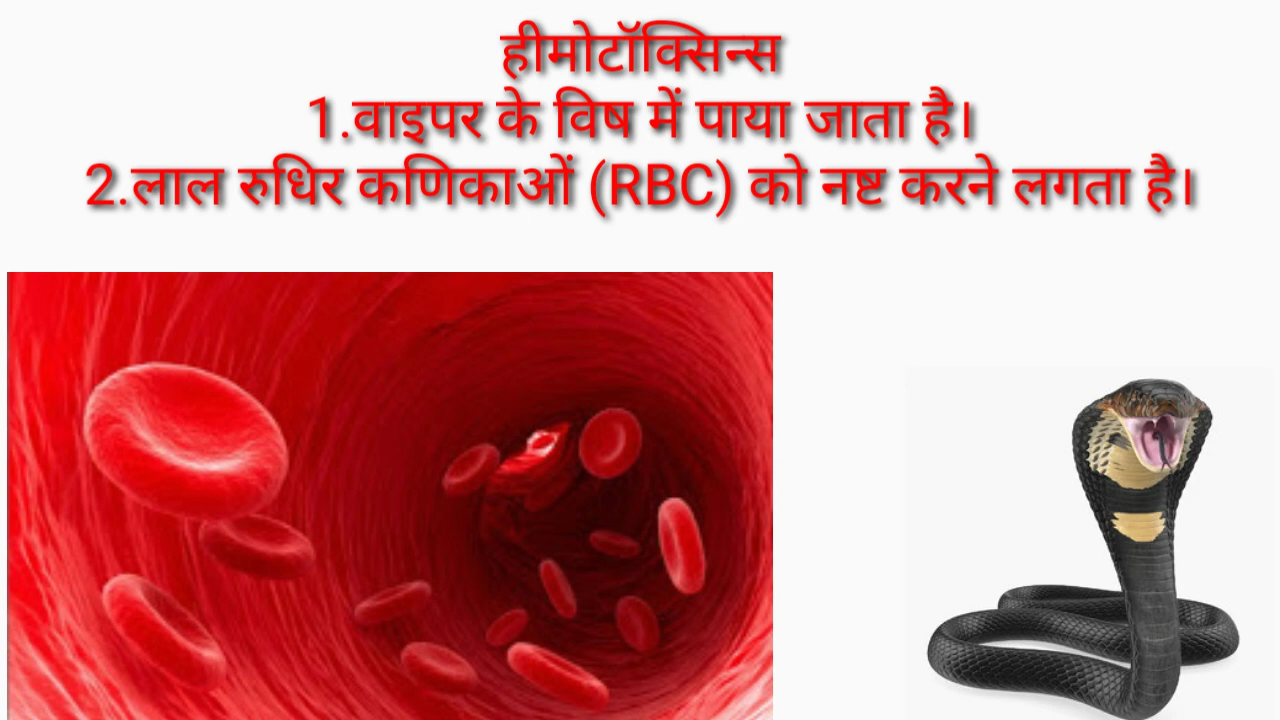 हीमोटॉक्सिन्स
1.वाइपर के विष में पाया जाता है।
2.लाल रुधिर कणिकाओं (RBC) को नष्ट करने लगता है।